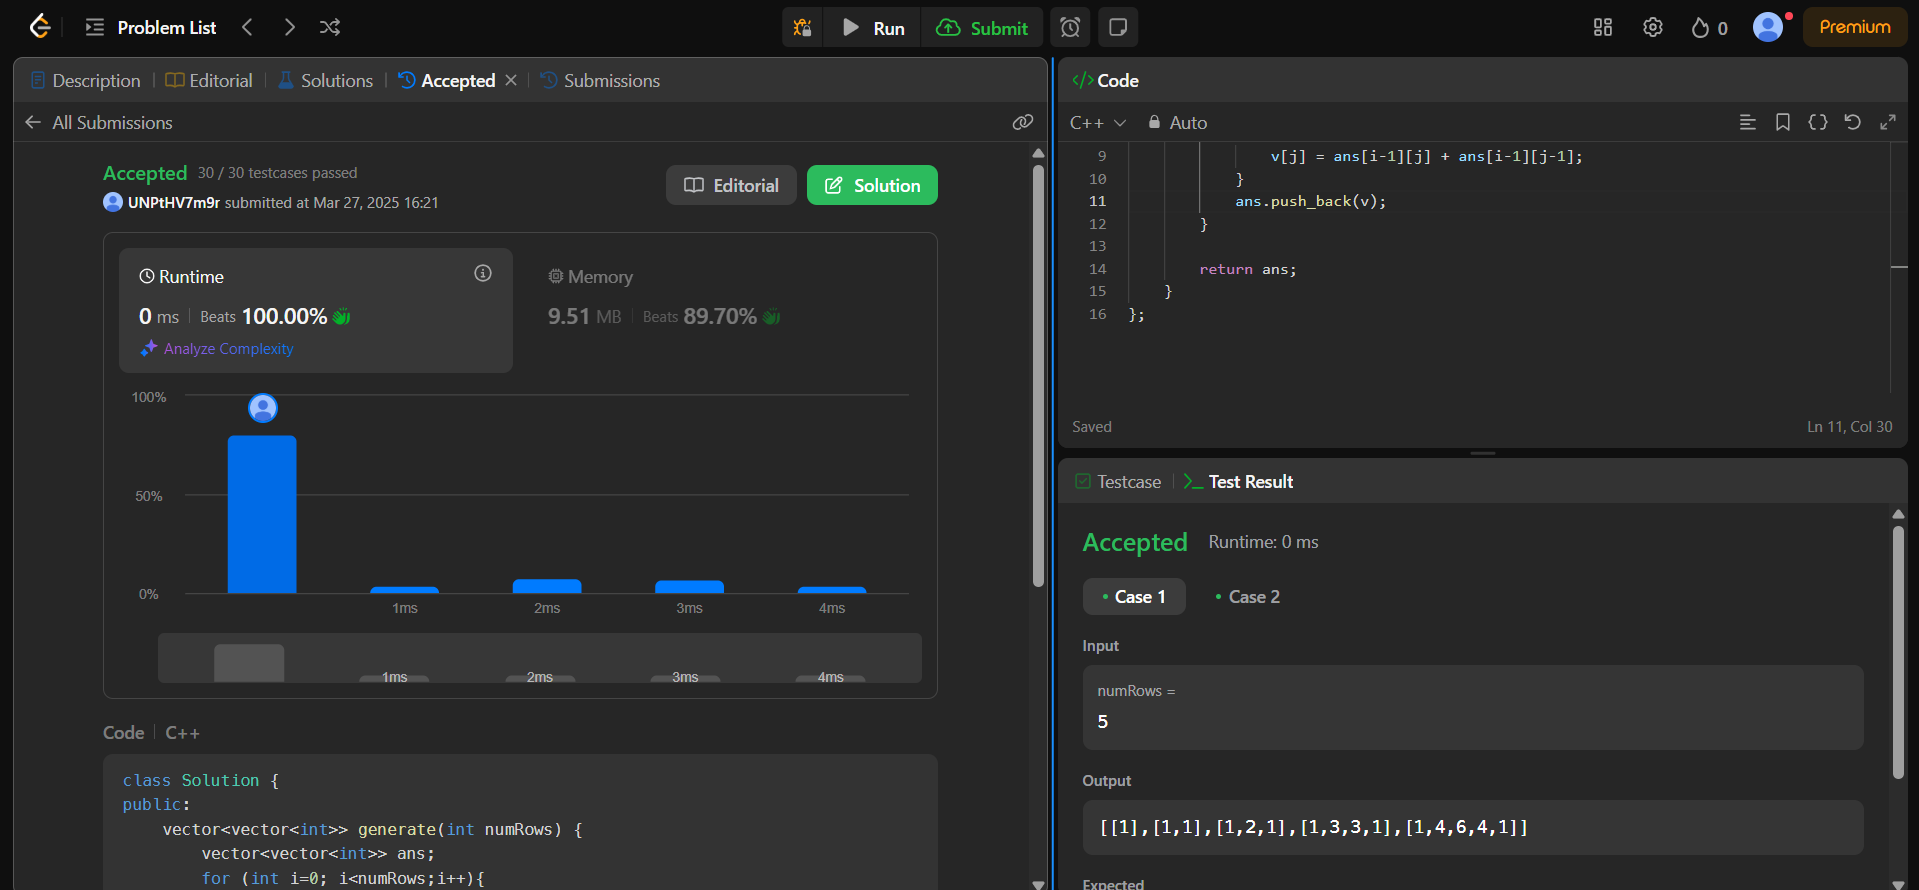 Problem List
Run
Submit
0
Premium
Description
Editorial
Solutions
Accepted
Submissions
All Submissions
Accepted 30 / 30 testcases passed
UNPtHV7m9r submitted at Mar 27, 2025 16:21
Editorial
Solution
Runtime
0 ms Beats 100.00%
Analyze Complexity
Memory
9.51 MB Beats 89.70%
100%
50%
0%
1ms
2ms
3ms
4ms
1ms
2ms
3ms
4ms
Code C++
class Solution {
public:
vector<vector<int>> generate(int numRows) {
vector<vector<int>> ans;
for (int i=0; i<numRows;i++){
</> Code
C++ Auto
9 v[j] = ans[i-1][j] + ans[i-1][j-1];
10 }
11 ans.push_back(v);
12 }
13
14 return ans;
15 }
16 };
Saved
Ln 11, Col 30
Testcase
Test Result
Accepted Runtime: 0 ms
Case 1
Case 2
Input
numRows =
5
Output
[[1],[1,1],[1,2,1],[1,3,3,1],[1,4,6,4,1]]
Expected